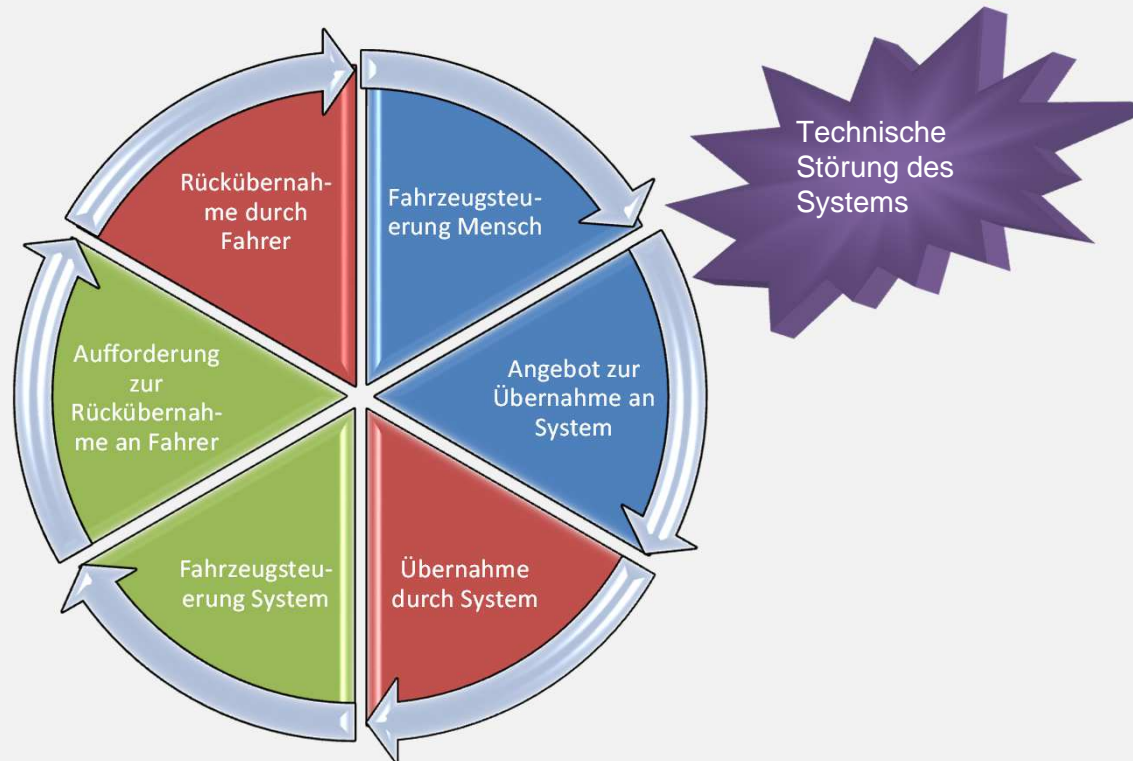 Technische
Störung des
Systems
Fahrzeugsteu-
erung Mensch
Angebot zur
Übernahme an
System
Übernahme
durch System
Fahrzeugsteu-
erung System
Aufforderung
zur
Rückübernah-
me an Fahrer
Rückübernah-
me durch
Fahrer